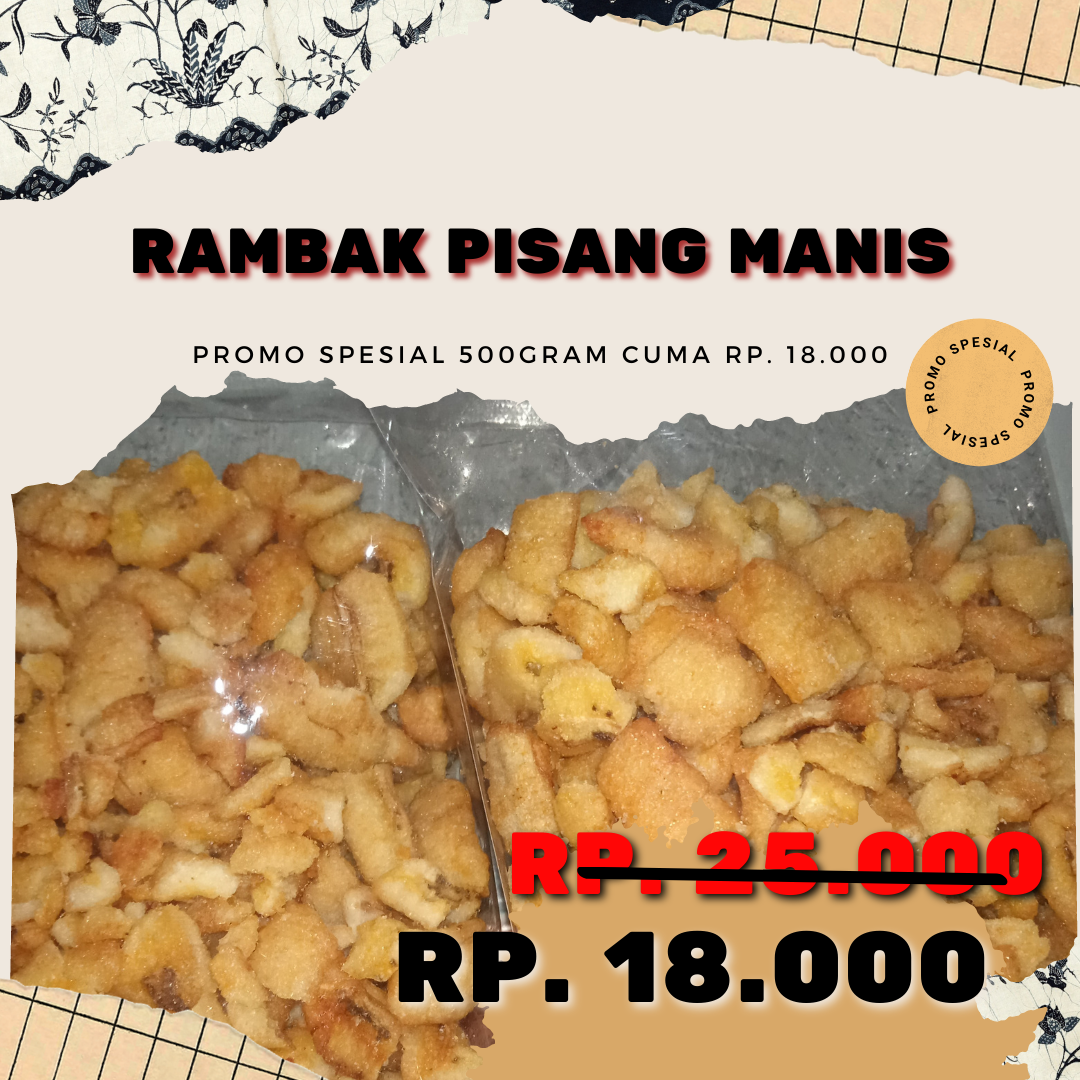 RAMBAK PISANG MANIS
PROMO SPESIAL 500GRAM CUMA RP. 18.000
PROMO SPESIAL PROMO SPESIAL
RP. 25.000
RP. 18.000